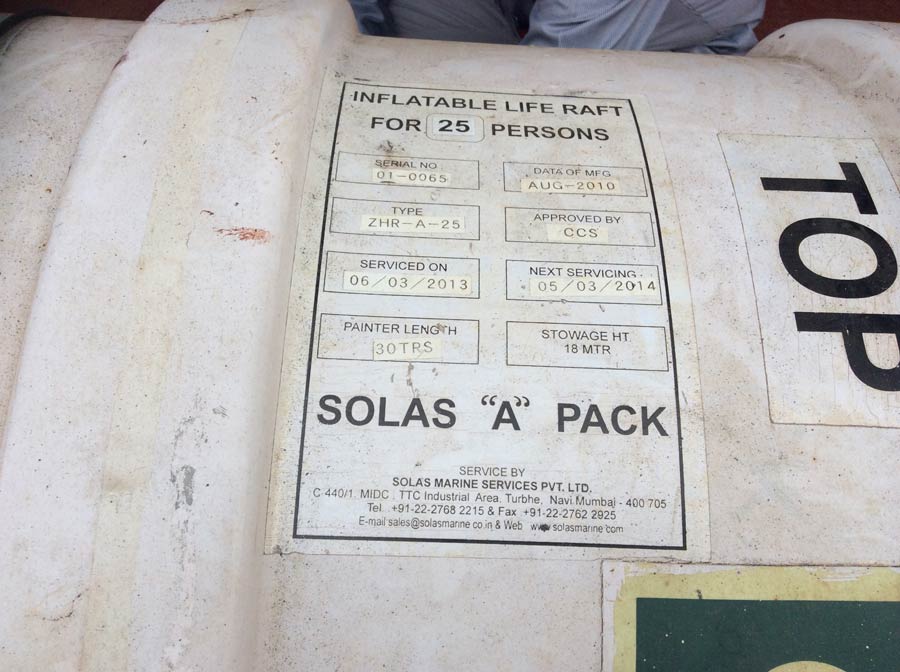 INFLATABLE LIFE RAFT
FOR 25 PERSONS
SERIAL NO
01-0065
DATA OF MFG
AUG-2010
TYPE
ZHR-A-25
APPROVED BY
CCS
SERVICED ON
06/03/2013
NEXT SERVICING
05/03/2014
PAINTER LENGTH
30TRS
STOWAGE HT
18 MTR
SOLAS "A" PACK
SERVICE BY
SOLAS MARINE SERVICES PVT. LTD.
C-440/1 MIDC. TTC Industrial Area. Turbhe, Navi Mumbai - 400 705
Tel. +91-22-2768 2215 & Fax +91-22-2762 2925
E-mail sales@solasmarine.co.in & Web www.solasmarine.com
TOP